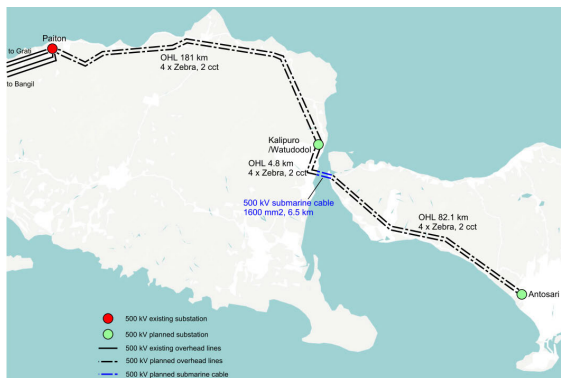 Paiton
to Grati
to Bangil
OHL 181 km
4 x Zebra, 2 cct
Kalipuro
/Watudodol
OHL 4.8 km
4 x Zebra, 2 cct
500 kV submarine cable
1600 mm2, 6.5 km
OHL 82.1 km
4 x Zebra, 2 cct
Antosari
500 kV existing substation
500 kV planned substation
500 kV existing overhead lines
500 kV planned overhead lines
500 kV planned submarine cable